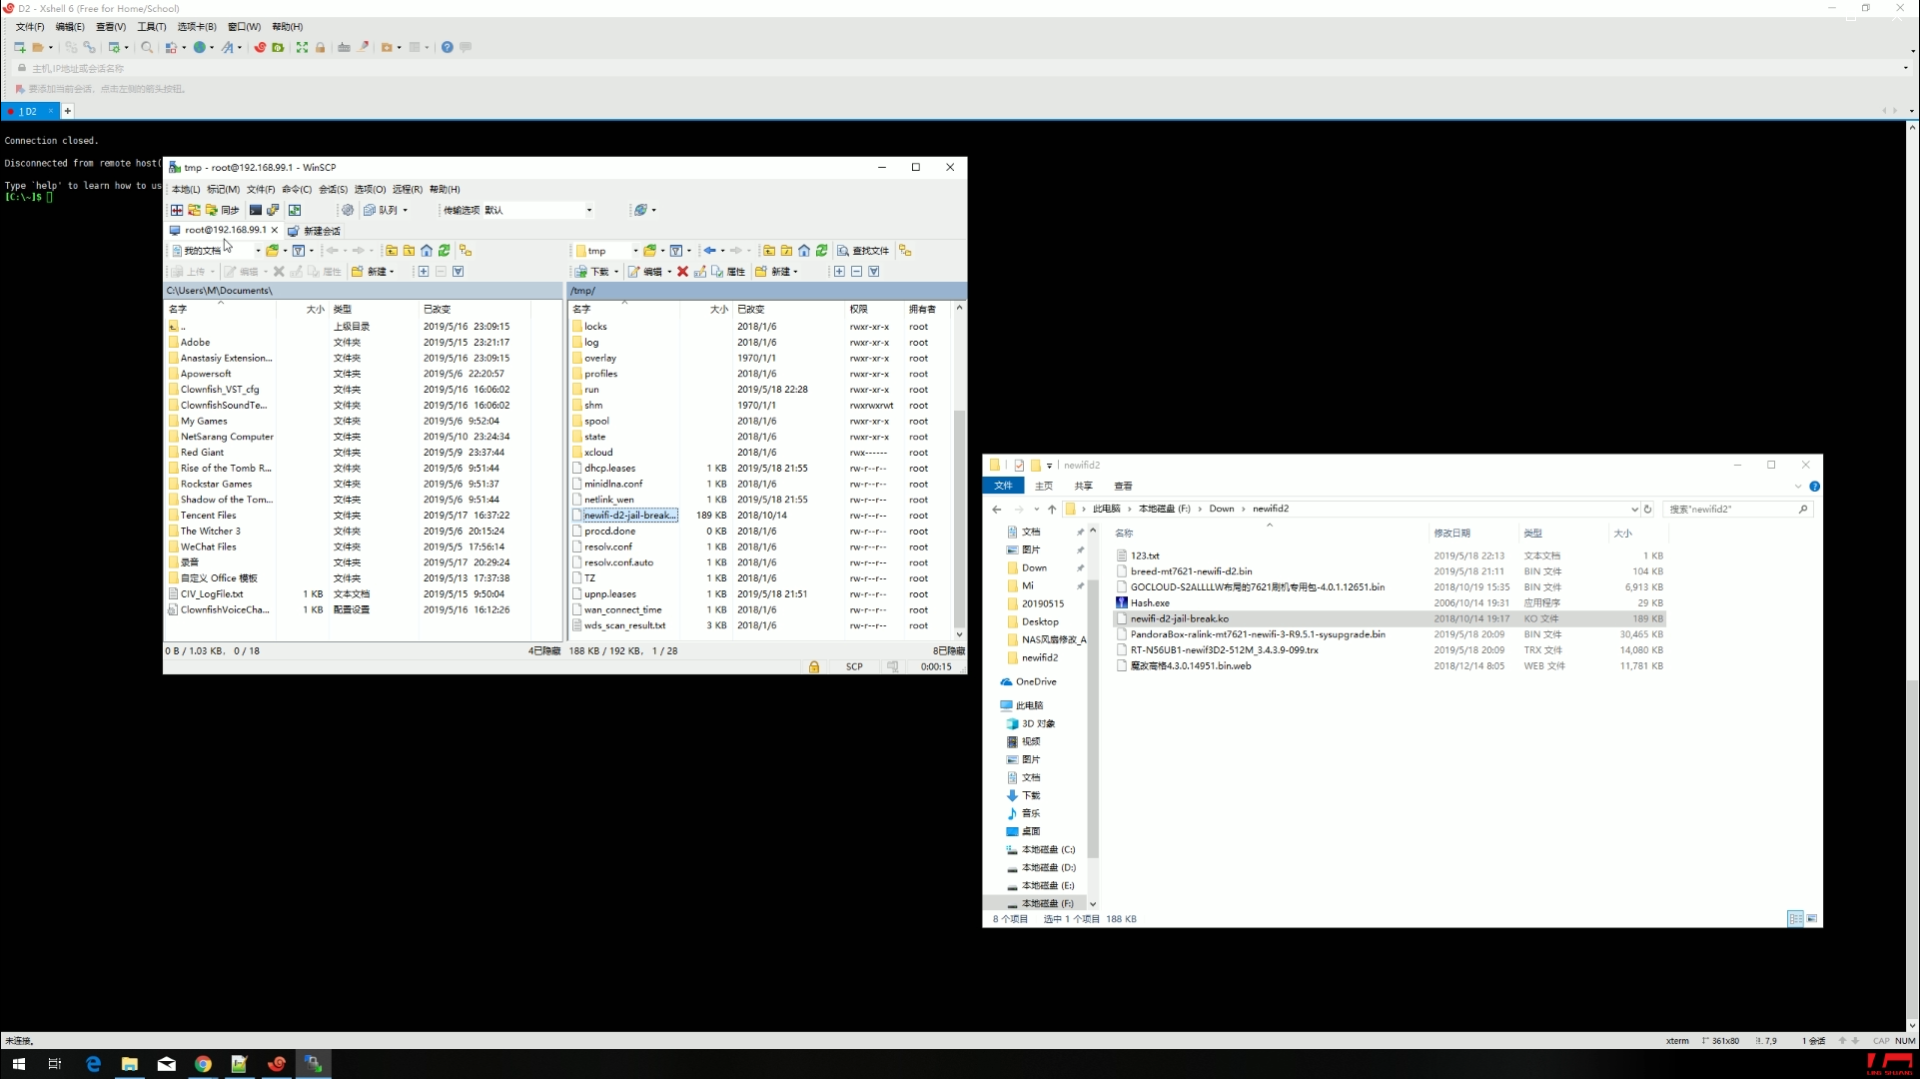 D2 - Xshell 6 (Free for Home/School)
文件(F) 编辑(E) 查看(V) 工具(T) 选项卡(B) 窗口(W) 帮助(H)
主机,IP地址或会话名称
要添加当前会话，点击左侧的箭头按钮。
1 D2
Connection closed.
Disconnected from remote host(
Type `help' to learn how to us
[C:\~]$
tmp - root@192.168.99.1 - WinSCP
本地(L) 标记(M) 文件(F) 命令(C) 会话(S) 选项(O) 远程(R) 帮助(H)
同步 队列 传输选项 默认
root@192.168.99.1 新建会话
我的文档
tmp 查找文件
上传 编辑 属性 新建
下载 编辑 属性 新建
C:\Users\M\Documents\
名字 大小 类型 已改变
.. 上级目录 2019/5/16 23:09:15
Adobe 文件夹 2019/5/15 23:21:17
Anastasiy Extension... 文件夹 2019/5/16 23:09:15
Apowersoft 文件夹 2019/5/6 22:20:57
Clownfish_VST_cfg 文件夹 2019/5/16 16:06:02
ClownfishSoundTe... 文件夹 2019/5/16 16:06:02
My Games 文件夹 2019/5/6 9:52:04
NetSarang Computer 文件夹 2019/5/10 23:24:34
Red Giant 文件夹 2019/5/9 23:37:44
Rise of the Tomb R... 文件夹 2019/5/6 9:51:44
Rockstar Games 文件夹 2019/5/6 9:51:37
Shadow of the Tom... 文件夹 2019/5/6 9:51:44
Tencent Files 文件夹 2019/5/17 16:37:22
The Witcher 3 文件夹 2019/5/6 20:15:24
WeChat Files 文件夹 2019/5/5 17:56:14
录音 文件夹 2019/5/17 20:29:24
自定义 Office 模板 文件夹 2019/5/13 17:37:38
CIV_LogFile.txt 1 KB 文本文档 2019/5/15 9:50:04
ClownfishVoiceCha... 1 KB 配置设置 2019/5/16 16:12:26
0 B / 1.03 KB, 0 / 18 4已隐藏
/tmp/
名字 大小 已改变 权限 拥有者
locks 2018/1/6 rwxr-xr-x root
log 2018/1/6 rwxr-xr-x root
overlay 1970/1/1 rwxr-xr-x root
profiles 2018/1/6 rwxr-xr-x root
run 2019/5/18 22:28 rwxr-xr-x root
shm 1970/1/1 rwxrwxrwt root
spool 2018/1/6 rwxr-xr-x root
state 2018/1/6 rwxr-xr-x root
xcloud 2018/1/6 rwx------ root
dhcp.leases 1 KB 2019/5/18 21:55 rw-r--r-- root
minidlna.conf 1 KB 2018/1/6 rw-r--r-- root
netlink_wen 1 KB 2019/5/18 21:55 rw-r--r-- root
newifi-d2-jail-break... 189 KB 2018/10/14 rw-r--r-- root
procd.done 0 KB 2018/1/6 rw-r--r-- root
resolv.conf 1 KB 2018/1/6 rw-r--r-- root
resolv.conf.auto 1 KB 2018/1/6 rw-r--r-- root
TZ 1 KB 2018/1/6 rw-r--r-- root
upnp.leases 1 KB 2019/5/18 21:51 rw-r--r-- root
wan_connect_time 1 KB 2018/1/6 rw-r--r-- root
wds_scan_result.txt 3 KB 2018/1/6 rw-r--r-- root
188 KB / 192 KB, 1 / 28 8已隐藏
SCP 0:00:15
newifid2
文件 主页 共享 查看
此电脑 本地磁盘 (F:) Down newifid2 搜索"newifid2"
文档
图片
Down
Mi
20190515
Desktop
NAS风扇修改_A
newifid2
OneDrive
此电脑
3D 对象
视频
图片
文档
下载
音乐
桌面
本地磁盘 (C:)
本地磁盘 (D:)
本地磁盘 (E:)
本地磁盘 (F:)
名称 修改日期 类型 大小
123.txt 2019/5/18 22:13 文本文档 1 KB
breed-mt7621-newifi-d2.bin 2019/5/18 21:11 BIN 文件 104 KB
GOCLOUD-S2ALLLLW布局的7621刷机专用包-4.0.1.12651.bin 2018/10/19 15:35 BIN 文件 6,913 KB
Hash.exe 2006/10/14 19:31 应用程序 29 KB
newifi-d2-jail-break.ko 2018/10/14 19:17 KO 文件 189 KB
PandoraBox-ralink-mt7621-newifi-3-R9.5.1-sysupgrade.bin 2019/5/18 20:09 BIN 文件 30,465 KB
RT-N56UB1-newif3D2-512M_3.4.3.9-099.trx 2019/5/18 20:09 TRX 文件 14,080 KB
魔改高格4.3.0.14951.bin.web 2018/12/14 8:05 WEB 文件 11,781 KB
8 个项目 选中 1 个项目 188 KB
未连接。
xterm 361x80 7,9 1 会话 CAP NUM